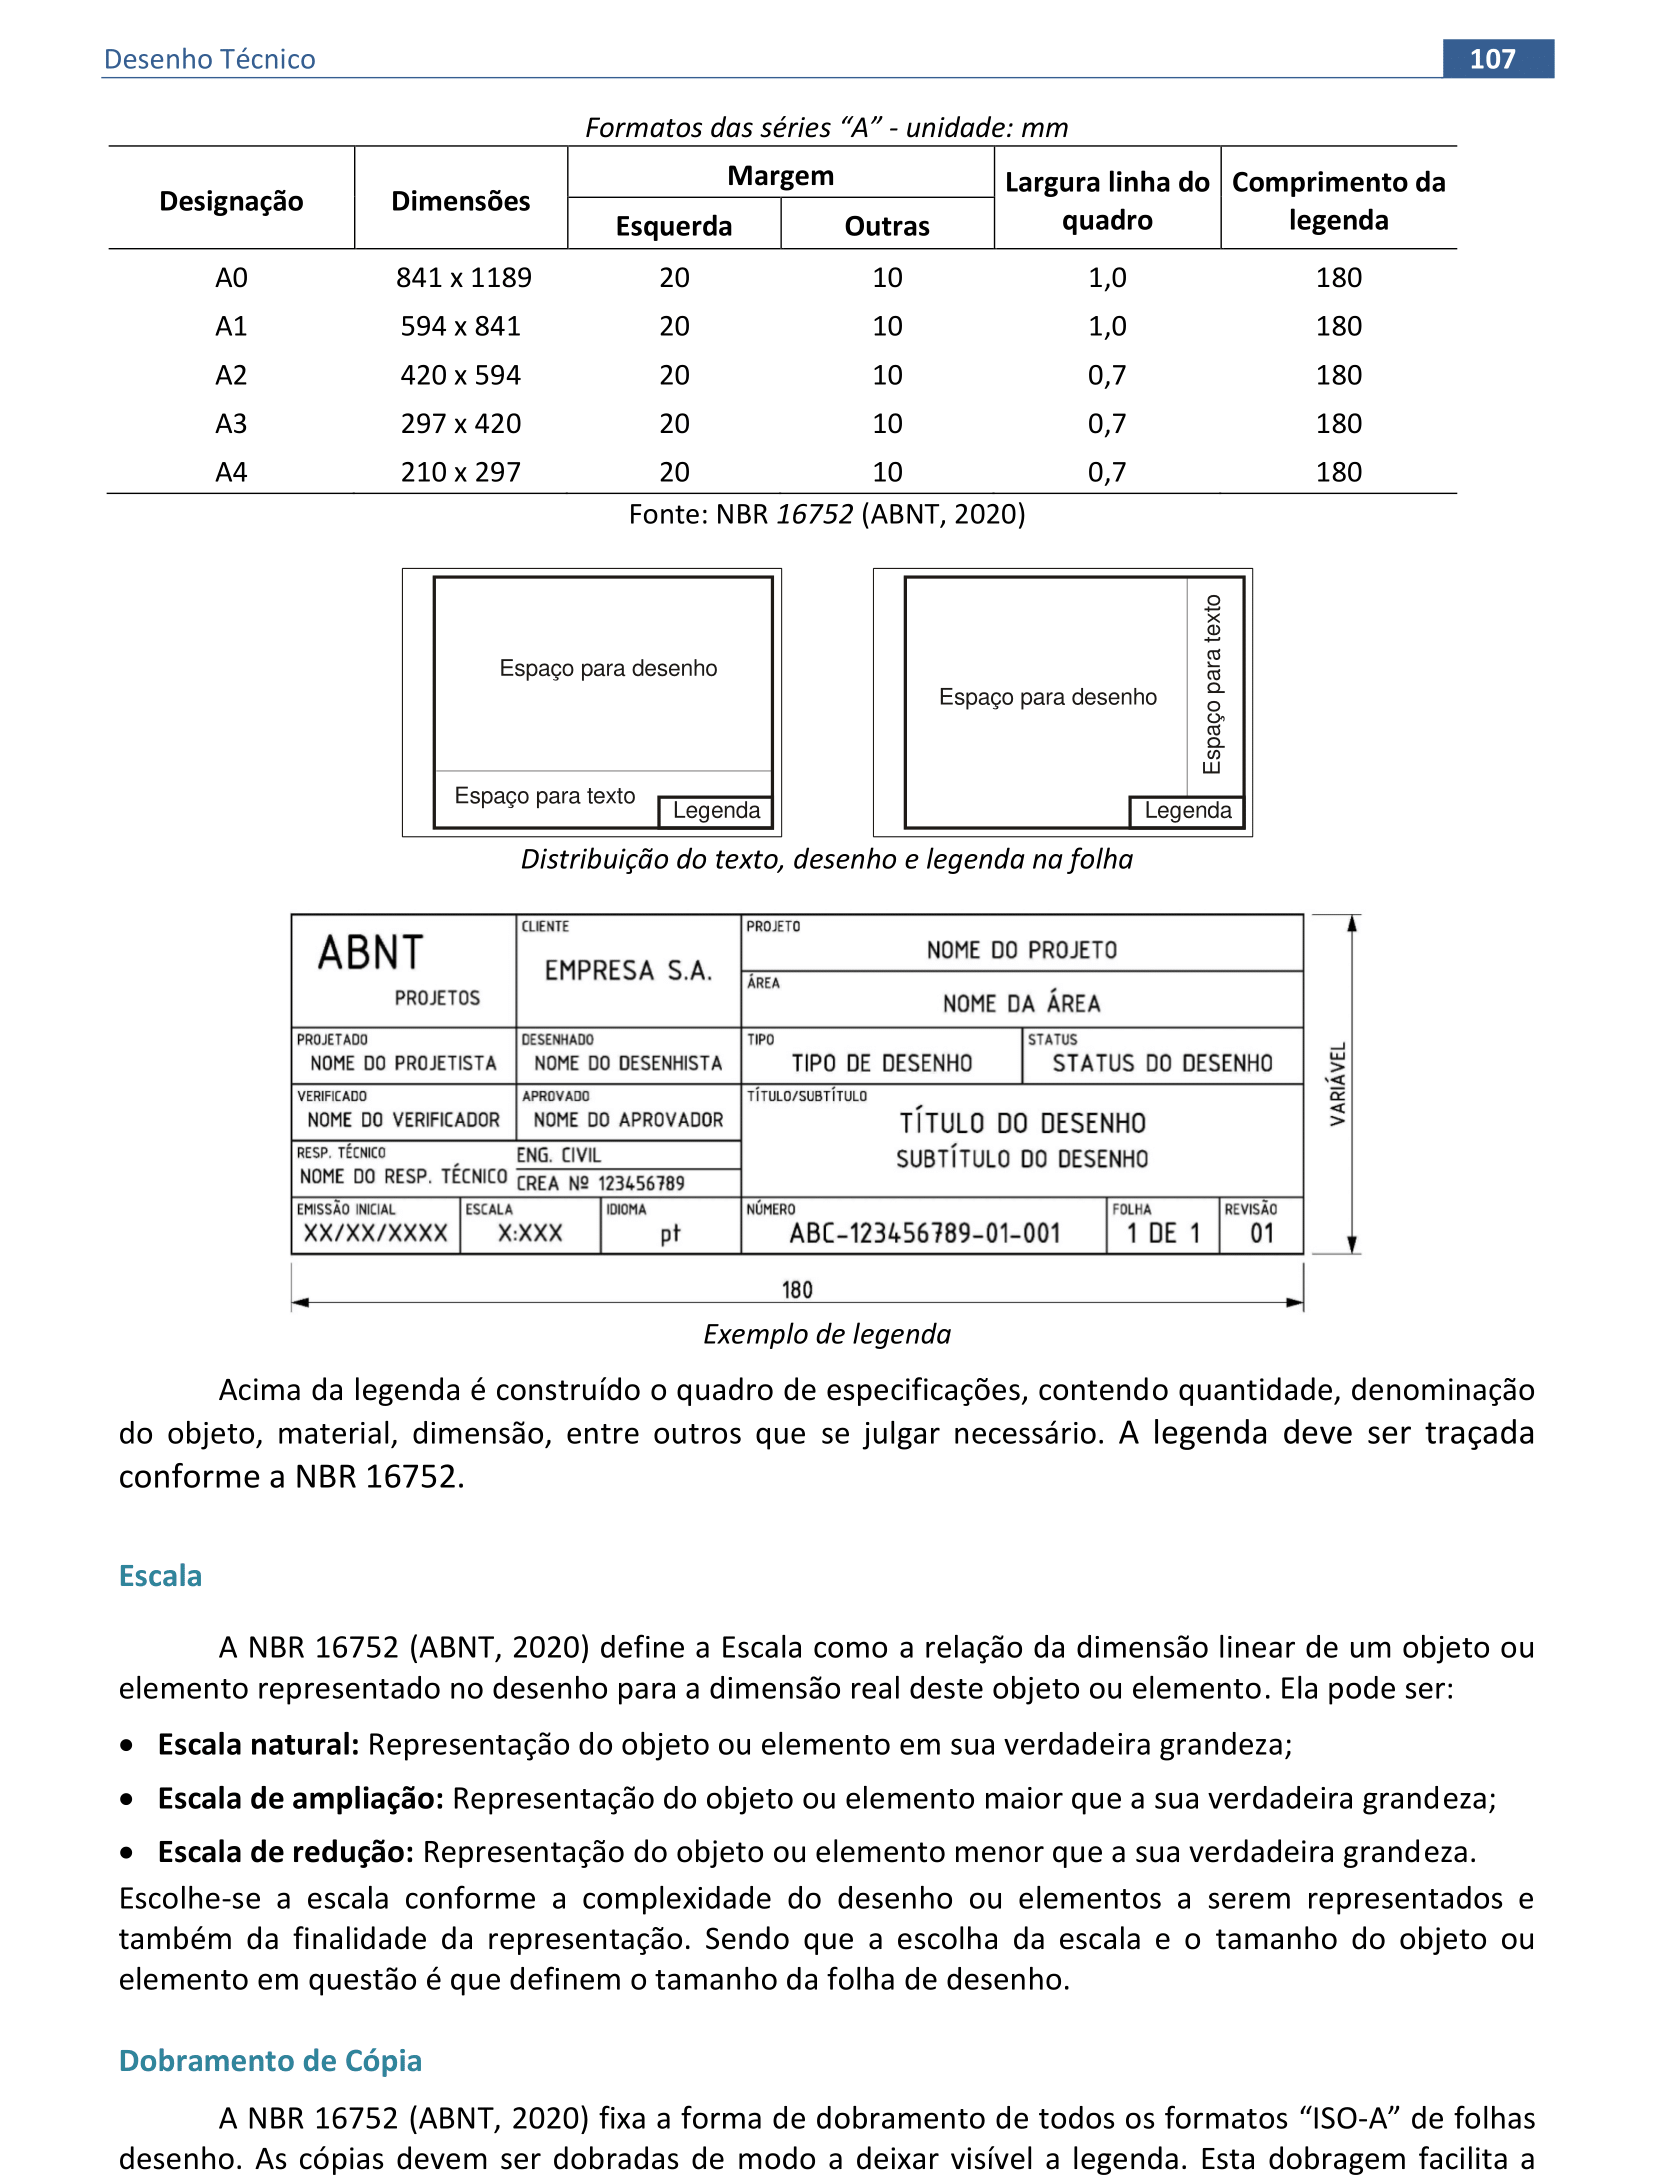 Desenho Técnico 107
Formatos das séries “A” - unidade: mm
Designação Dimensões Margem Largura linha do quadro Comprimento da legenda
Esquerda Outras
A0 841 x 1189 20 10 1,0 180
A1 594 x 841 20 10 1,0 180
A2 420 x 594 20 10 0,7 180
A3 297 x 420 20 10 0,7 180
A4 210 x 297 20 10 0,7 180
Fonte: NBR 16752 (ABNT, 2020)
Espaço para desenho
Espaço para texto
Legenda
Espaço para desenho
Espaço para texto
Legenda
Distribuição do texto, desenho e legenda na folha
ABNT
PROJETOS
CLIENTE
EMPRESA S.A.
PROJETO
NOME DO PROJETO
ÁREA
NOME DA ÁREA
PROJETADO
NOME DO PROJETISTA
DESENHADO
NOME DO DESENHISTA
TIPO
TIPO DE DESENHO
STATUS
STATUS DO DESENHO
VERIFICADO
NOME DO VERIFICADOR
APROVADO
NOME DO APROVADOR
TÍTULO/SUBTÍTULO
TÍTULO DO DESENHO
SUBTÍTULO DO DESENHO
RESP. TÉCNICO
NOME DO RESP. TÉCNICO
ENG. CIVIL
CREA Nº 123456789
EMISSÃO INICIAL
XX/XX/XXXX
ESCALA
X:XXX
IDIOMA
pt
NÚMERO
ABC-123456789-01-001
FOLHA
1 DE 1
REVISÃO
01
VARIÁVEL
180
Exemplo de legenda
Acima da legenda é construído o quadro de especificações, contendo quantidade, denominação
do objeto, material, dimensão, entre outros que se julgar necessário. A legenda deve ser traçada
conforme a NBR 16752.
Escala
A NBR 16752 (ABNT, 2020) define a Escala como a relação da dimensão linear de um objeto ou
elemento representado no desenho para a dimensão real deste objeto ou elemento. Ela pode ser:
• Escala natural: Representação do objeto ou elemento em sua verdadeira grandeza;
• Escala de ampliação: Representação do objeto ou elemento maior que a sua verdadeira grandeza;
• Escala de redução: Representação do objeto ou elemento menor que a sua verdadeira grandeza.
Escolhe-se a escala conforme a complexidade do desenho ou elementos a serem representados e
também da finalidade da representação. Sendo que a escolha da escala e o tamanho do objeto ou
elemento em questão é que definem o tamanho da folha de desenho.
Dobramento de Cópia
A NBR 16752 (ABNT, 2020) fixa a forma de dobramento de todos os formatos “ISO-A” de folhas
desenho. As cópias devem ser dobradas de modo a deixar visível a legenda. Esta dobragem facilita a